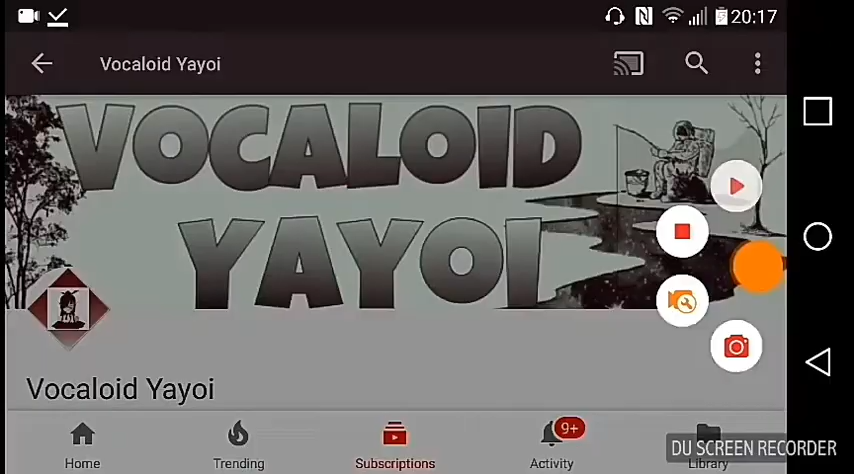 20:17
Vocaloid Yayoi
VOCALOID
YAYOI
Vocaloid Yayoi
9+
Home
Trending
Subscriptions
Activity
Library
DU SCREEN RECORDER